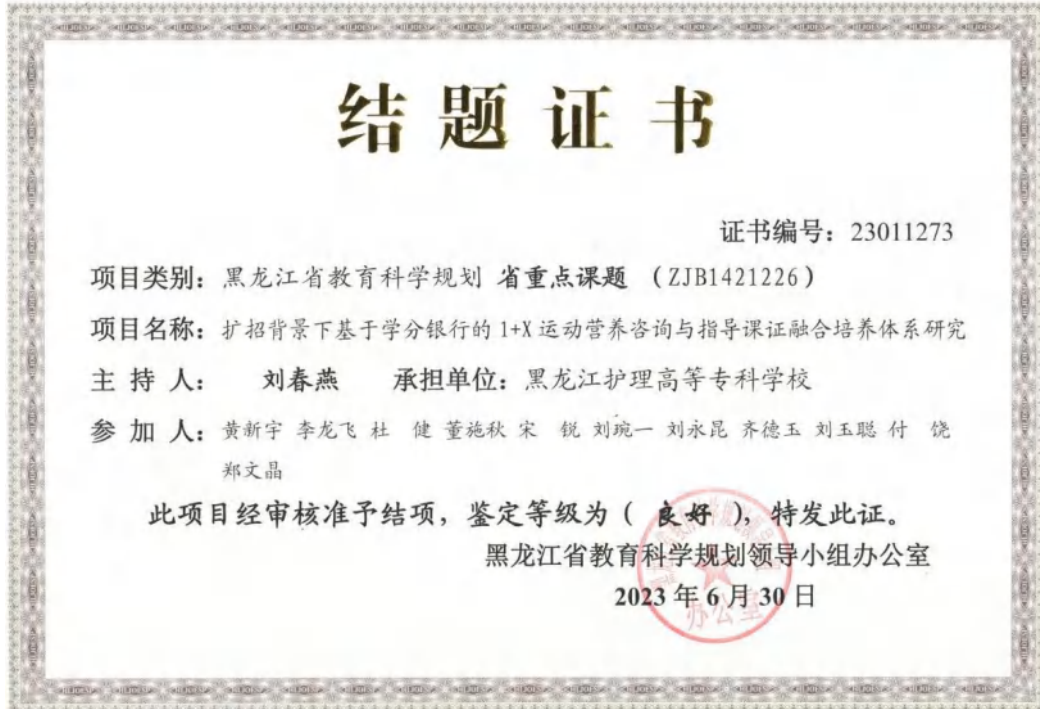 结题证书
证书编号：23011273
项目类别：黑龙江省教育科学规划 省重点课题 （ZJB1421226）
项目名称：扩招背景下基于学分银行的1+X运动营养咨询与指导课证融合培养体系研究
主 持 人： 刘春燕 承担单位：黑龙江护理高等专科学校
参 加 人：黄新宇 李龙飞 杜 健 董施秋 宋 锐 刘琬一 刘永昆 齐德玉 刘玉聪 付 饶
郑文晶
此项目经审核准予结项，鉴定等级为（ 良好 ），特发此证。
黑龙江省教育科学规划领导小组办公室
2023年6月30日
办公室